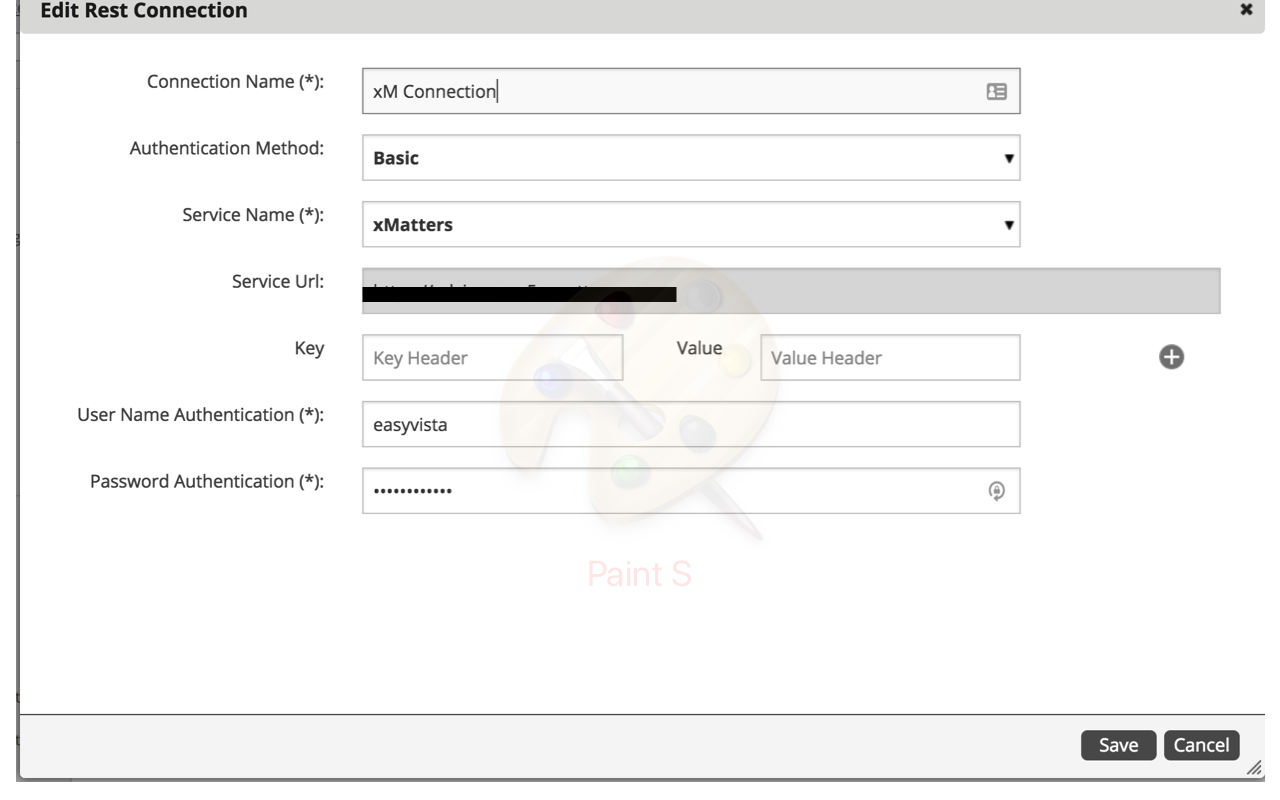 Edit Rest Connection
Connection Name (*):
xM Connection
Authentication Method:
Basic
Service Name (*):
xMatters
Service Url:
Key
Key Header
Value
Value Header
User Name Authentication (*):
easyvista
Password Authentication (*):
••••••••••••
Paint S
Save
Cancel